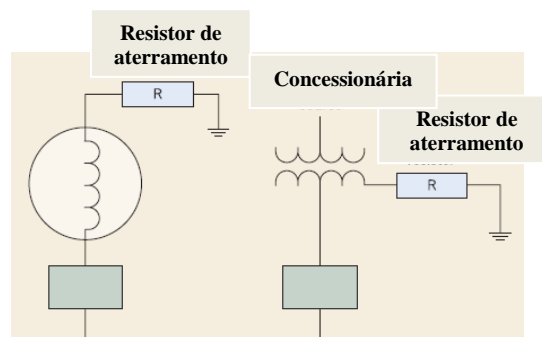 Resistor de
aterramento
R
Concessionária
Resistor de
aterramento
R